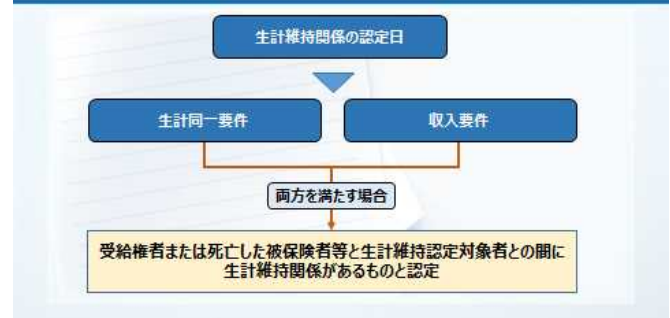 生計維持関係の認定日
生計同一要件
収入要件
両方を満たす場合
受給権者または死亡した被保険者等と生計維持認定対象者との間に
生計維持関係があるものと認定